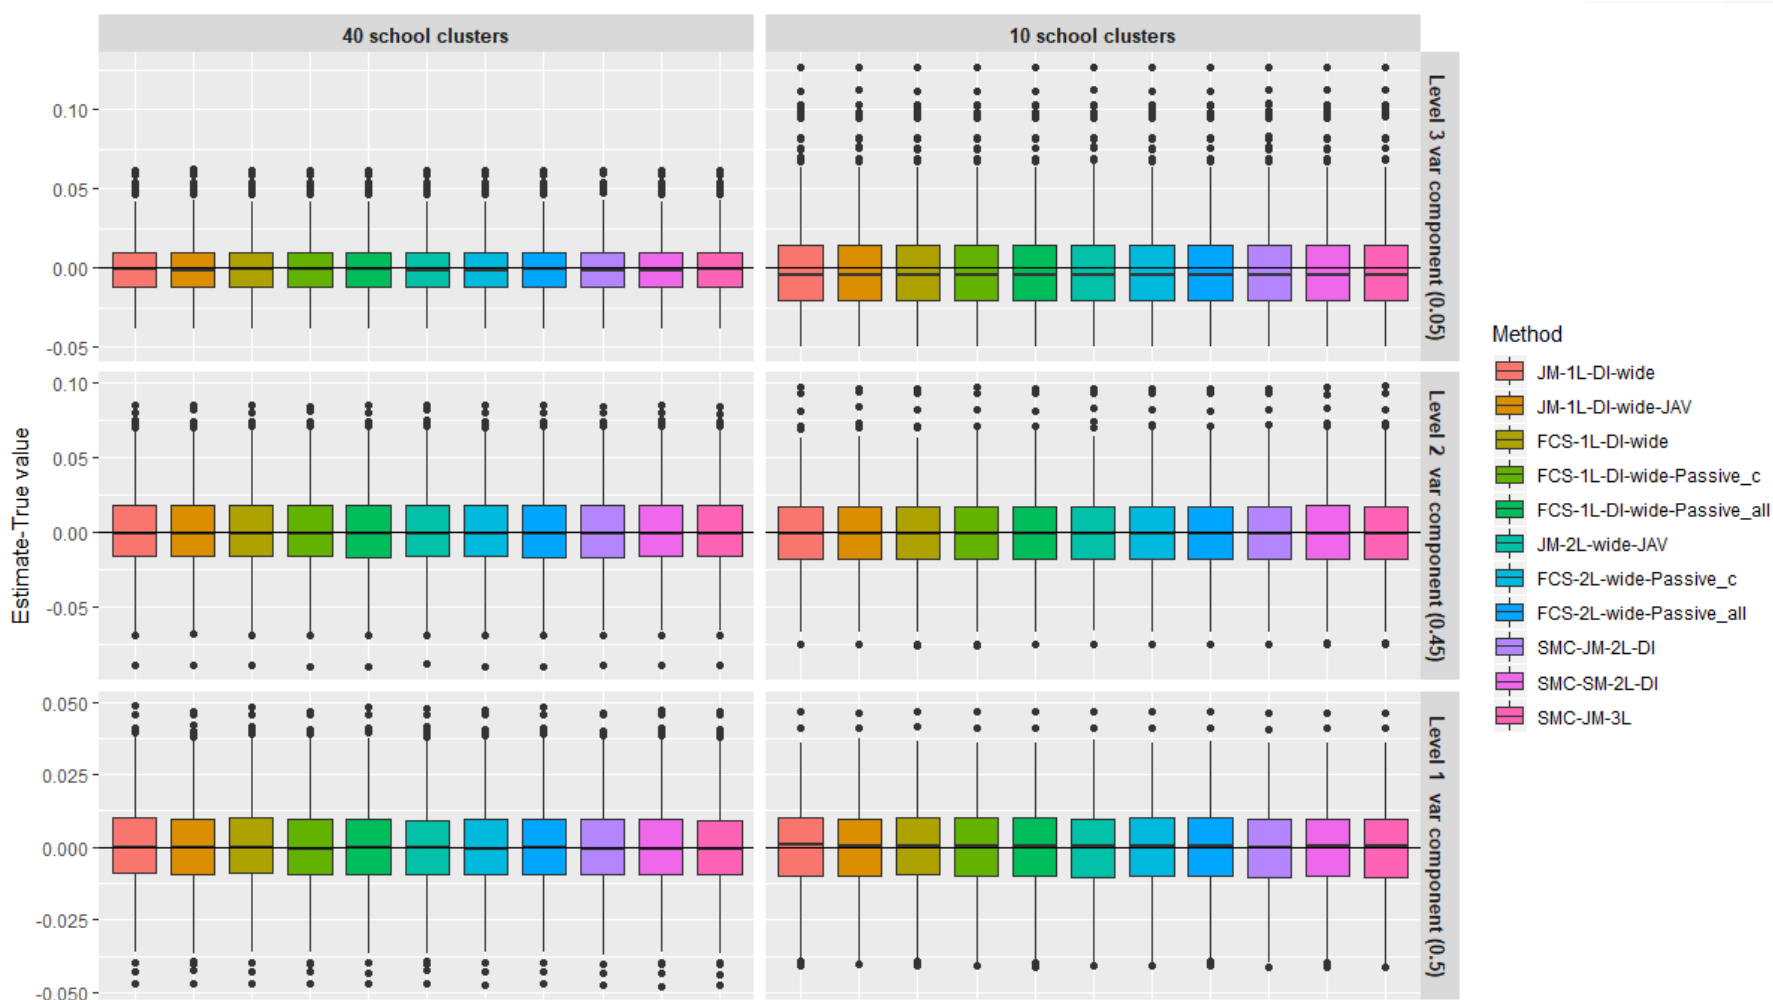 40 school clusters
10 school clusters
Estimate-True value
0.10
0.05
0.00
-0.05
Level 3 var component (0.05)
0.10
0.05
0.00
-0.05
Level 2 var component (0.45)
0.050
0.025
0.000
-0.025
-0.050
Level 1 var component (0.5)
Method
JM-1L-DI-wide
JM-1L-DI-wide-JAV
FCS-1L-DI-wide
FCS-1L-DI-wide-Passive_c
FCS-1L-DI-wide-Passive_all
JM-2L-wide-JAV
FCS-2L-wide-Passive_c
FCS-2L-wide-Passive_all
SMC-JM-2L-DI
SMC-SM-2L-DI
SMC-JM-3L